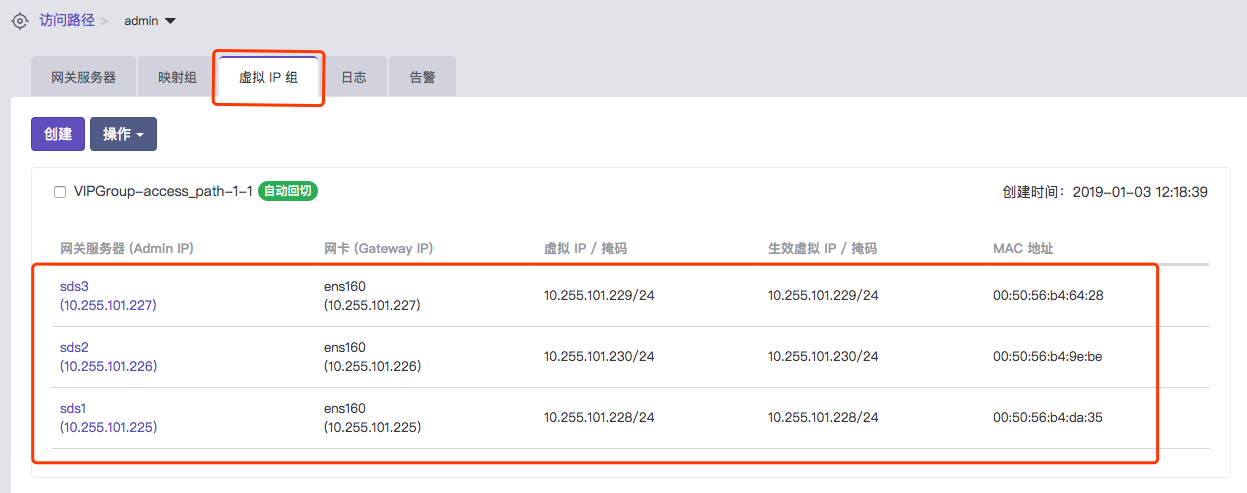 访问路径 > admin
网关服务器 映射组 虚拟 IP 组 日志 告警
创建 操作
VIPGroup-access_path-1-1 自动回切 创建时间：2019-01-03 12:18:39
网关服务器 (Admin IP) 网卡 (Gateway IP) 虚拟 IP / 掩码 生效虚拟 IP / 掩码 MAC 地址
sds3 ens160
(10.255.101.227) (10.255.101.227) 10.255.101.229/24 10.255.101.229/24 00:50:56:b4:64:28
sds2 ens160
(10.255.101.226) (10.255.101.226) 10.255.101.230/24 10.255.101.230/24 00:50:56:b4:9e:be
sds1 ens160
(10.255.101.225) (10.255.101.225) 10.255.101.228/24 10.255.101.228/24 00:50:56:b4:da:35